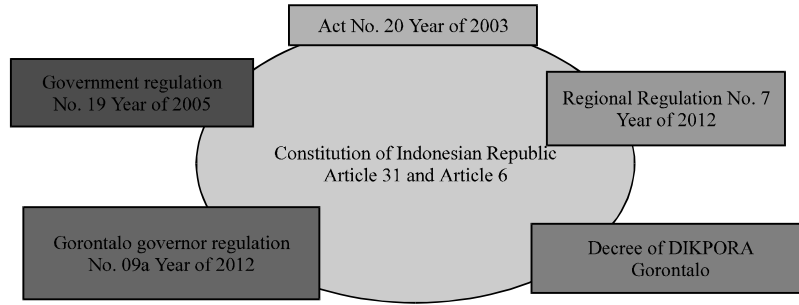 Act No. 20 Year of 2003
Government regulation
No. 19 Year of 2005
Regional Regulation No. 7
Year of 2012
Constitution of Indonesian Republic
Article 31 and Article 6
Gorontalo governor regulation
No. 09a Year of 2012
Decree of DIKPORA
Gorontalo